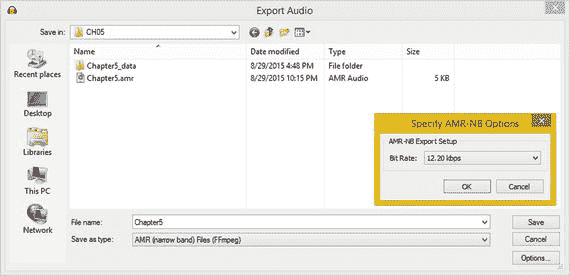 Export Audio
Save in: CH05
Name Date modified Type Size
Chapter5_data 8/29/2015 4:48 PM File folder
Chapter5.amr 8/29/2015 10:15 PM AMR Audio 5 KB
Recent places
Desktop
Libraries
This PC
Network
Specify AMR-NB Options
AMR-NB Export Setup
Bit Rate: 12.20 kbps
OK Cancel
File name: Chapter5 Save
Save as type: AMR (narrow band) Files (FFmpeg) Cancel
Options...